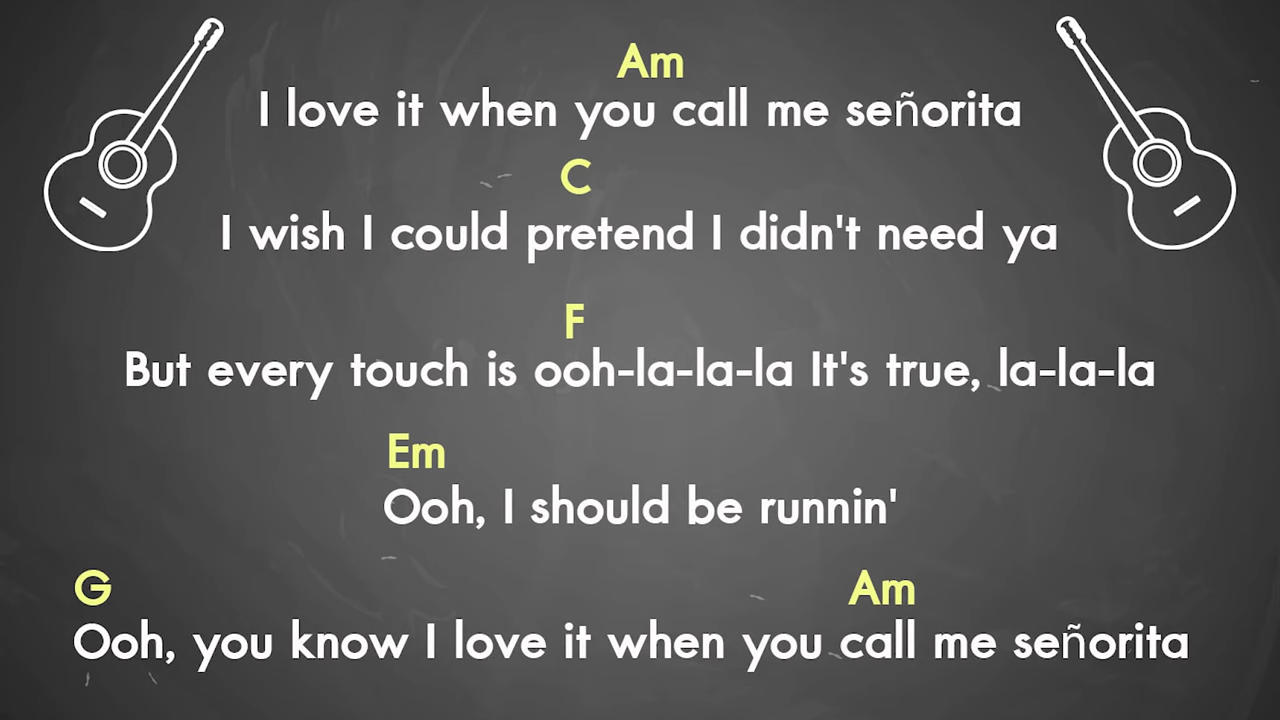 Am
I love it when you call me señorita
C
I wish I could pretend I didn't need ya
F
But every touch is ooh-la-la-la It's true, la-la-la
Em
Ooh, I should be runnin'
G Am
Ooh, you know I love it when you call me señorita